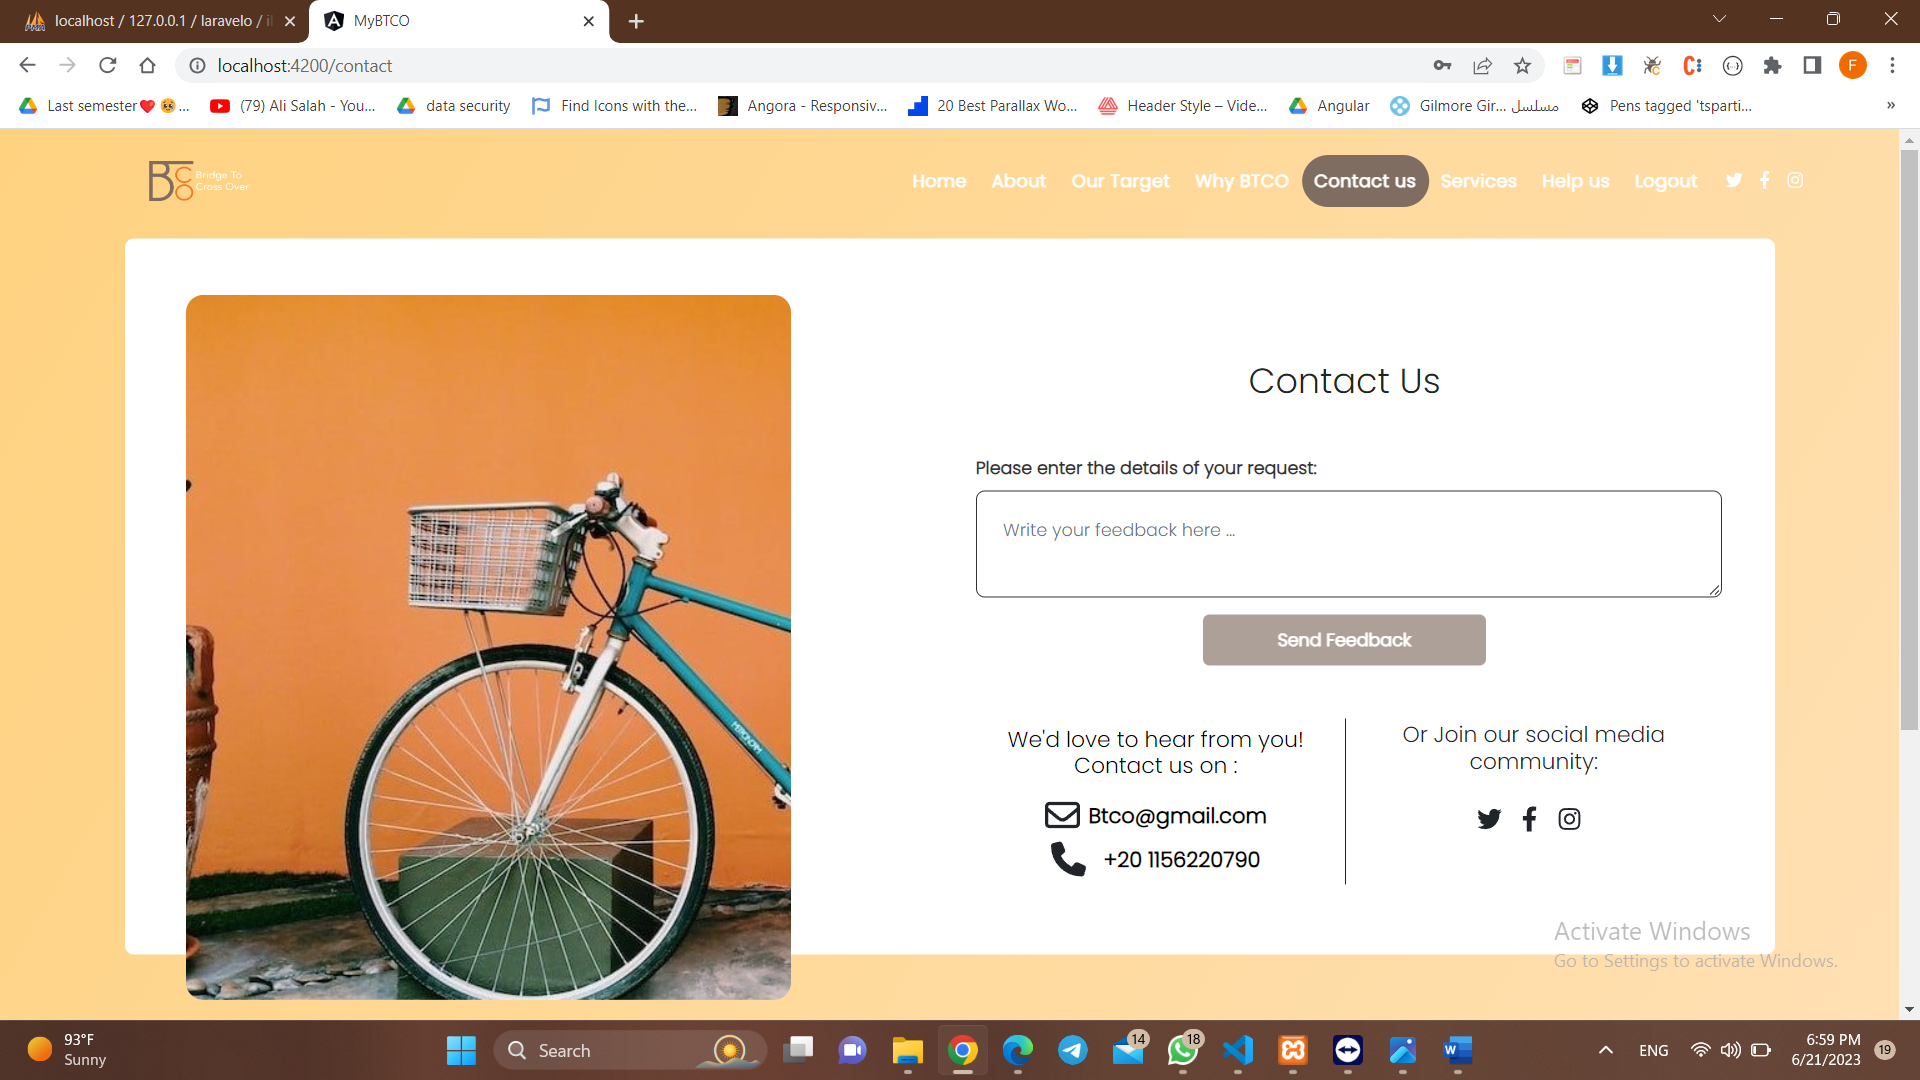 localhost / 127.0.0.1 / laravelo / il
MyBTCO
localhost:4200/contact
F
Last semester❤️ 🥺...
(79) Ali Salah - You...
data security
Find Icons with the...
Angora - Responsiv...
20 Best Parallax Wo...
Header Style – Vide...
Angular
Gilmore Gir... مسلسل
Pens tagged 'tsparti...
»
BCO Bridge To
Cross Over
Home
About
Our Target
Why BTCO
Contact us
Services
Help us
Logout
Contact Us
Please enter the details of your request:
Write your feedback here ...
Send Feedback
We'd love to hear from you!
Contact us on :
Btco@gmail.com
+20 1156220790
Or Join our social media
community:
Activate Windows
Go to Settings to activate Windows.
93°F
Sunny
Search
14
18
ENG
6:59 PM
6/21/2023
19